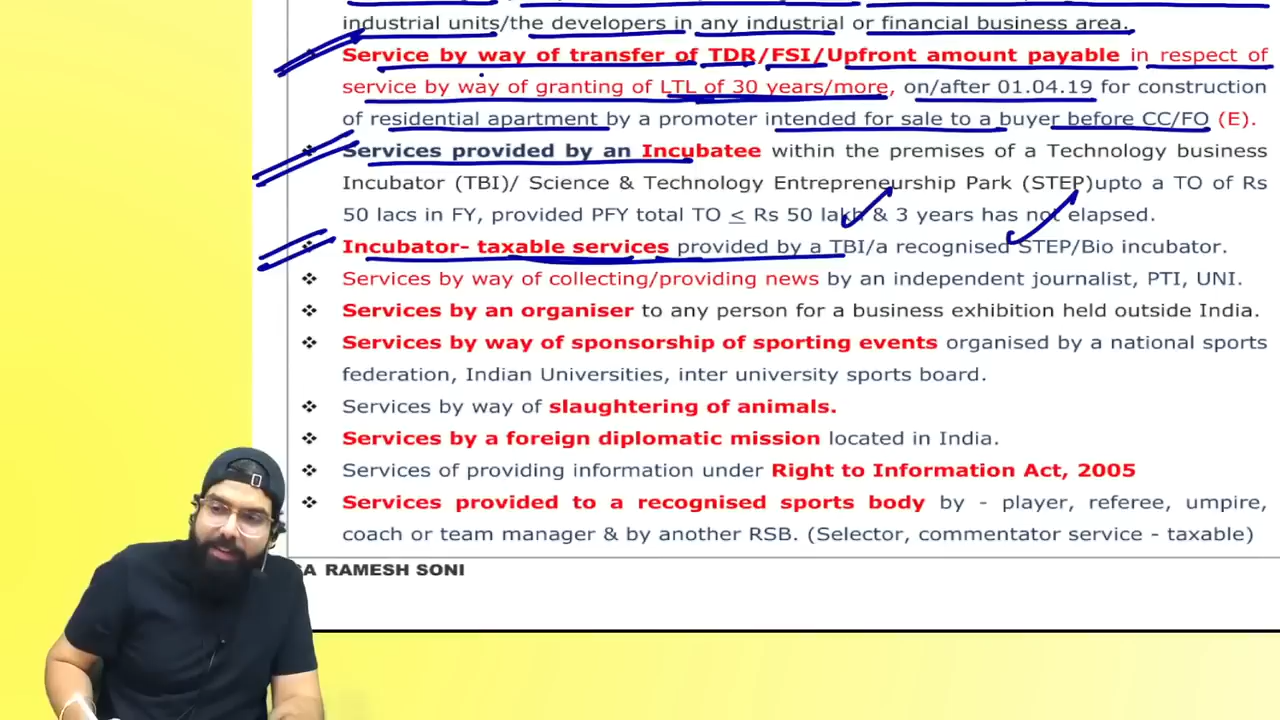 industrial units/the developers in any industrial or financial business area.
❖ Service by way of transfer of TDR/FSI/Upfront amount payable in respect of
service by way of granting of LTL of 30 years/more, on/after 01.04.19 for construction
of residential apartment by a promoter intended for sale to a buyer before CC/FO (E).
❖ Services provided by an Incubatee within the premises of a Technology business
Incubator (TBI)/ Science & Technology Entrepreneurship Park (STEP)upto a TO of Rs
50 lacs in FY, provided PFY total TO ≤ Rs 50 lakh & 3 years has not elapsed.
❖ Incubator- taxable services provided by a TBI/a recognised STEP/Bio incubator.
❖ Services by way of collecting/providing news by an independent journalist, PTI, UNI.
❖ Services by an organiser to any person for a business exhibition held outside India.
❖ Services by way of sponsorship of sporting events organised by a national sports
federation, Indian Universities, inter university sports board.
❖ Services by way of slaughtering of animals.
❖ Services by a foreign diplomatic mission located in India.
❖ Services of providing information under Right to Information Act, 2005
❖ Services provided to a recognised sports body by - player, referee, umpire,
coach or team manager & by another RSB. (Selector, commentator service - taxable)
RAMESH SONI